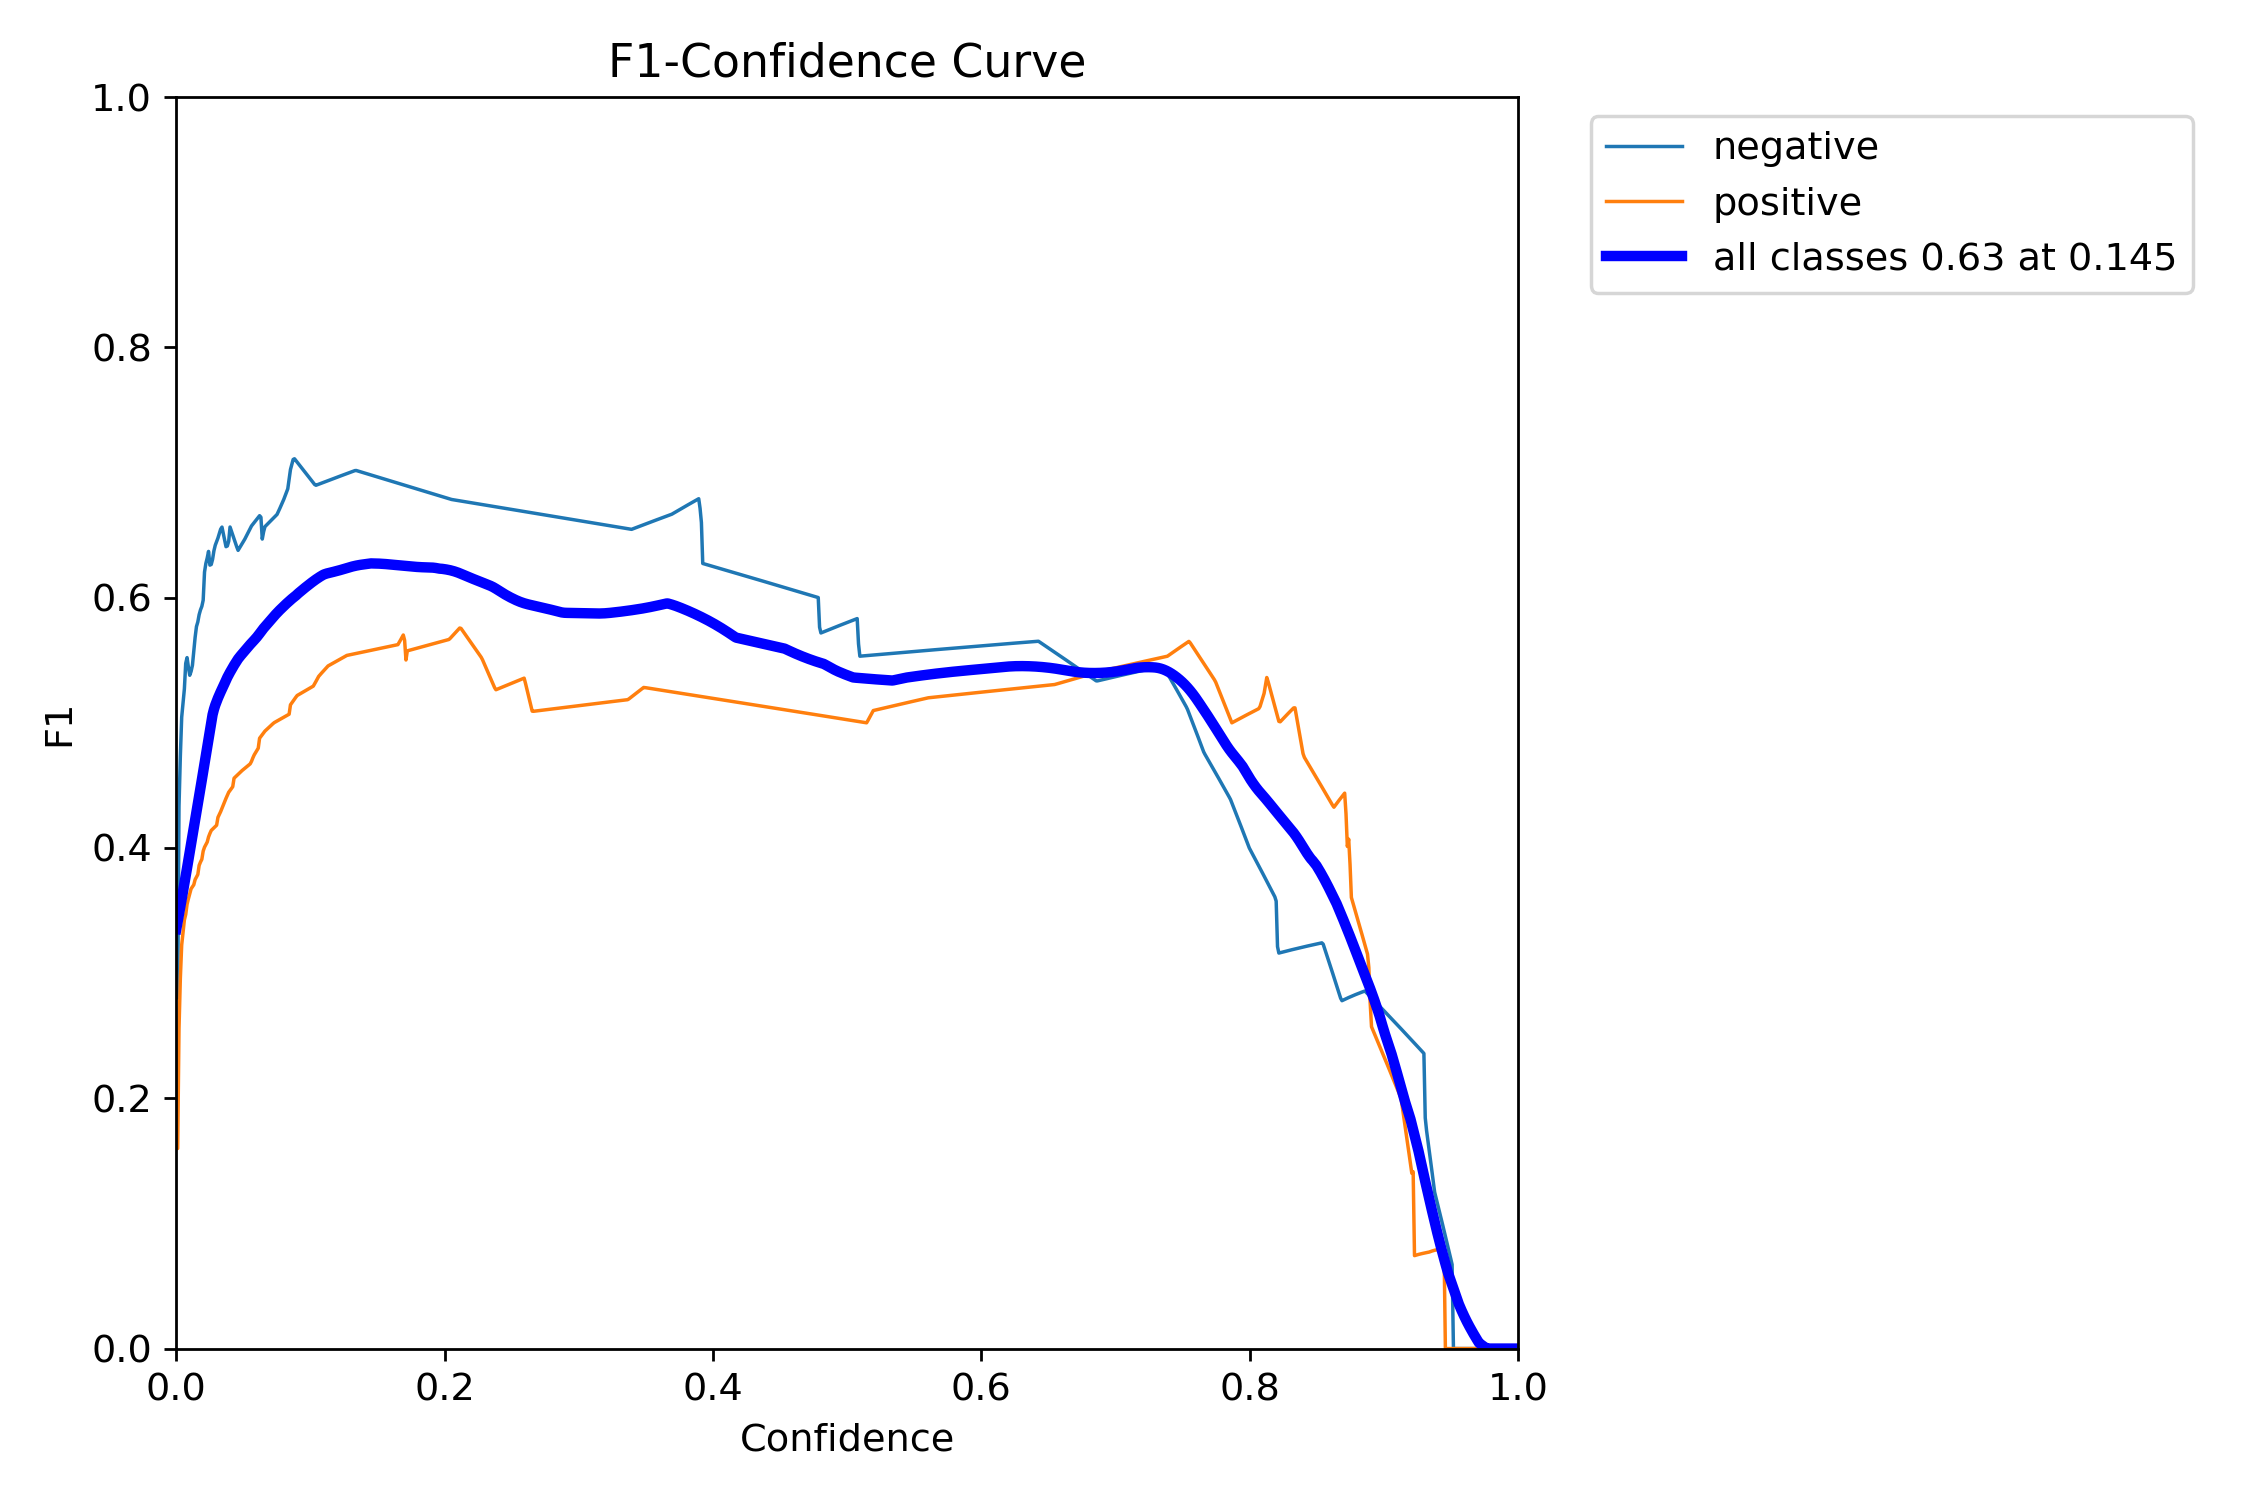 F1-Confidence Curve
1.0
0.8
0.6
0.4
0.2
0.0
F1
0.0 0.2 0.4 0.6 0.8 1.0
Confidence
negative
positive
all classes 0.63 at 0.145